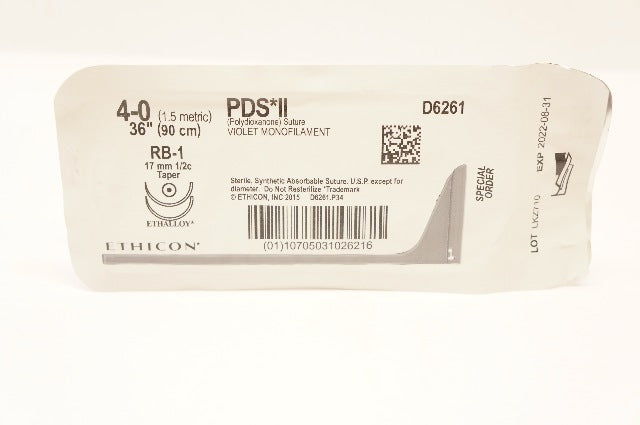 4-0 (1.5 metric)
36" (90 cm)
RB-1
17 mm 1/2c
Taper
ETHALLOY*
ETHICON*
PDS*II
(Polydioxanone) Suture
VIOLET MONOFILAMENT
D6261
Sterile, Synthetic Absorbable Suture, U.S.P. except for
diameter. Do Not Resterilize *Trademark
© ETHICON, INC 2015 D6261.P34
(01)10705031026216
SPECIAL
ORDER
LOT EXP 2022-08-31